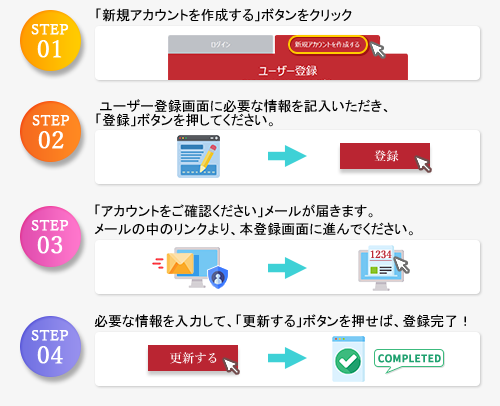 STEP
01
「新規アカウントを作成する」ボタンをクリック
ログイン
新規アカウントを作成する
ユーザー登録
STEP
02
ユーザー登録画面に必要な情報を記入いただき、
「登録」ボタンを押してください。
登録
STEP
03
「アカウントをご確認ください」メールが届きます。
メールの中のリンクより、本登録画面に進んでください。
1234
STEP
04
必要な情報を入力して、「更新する」ボタンを押せば、登録完了！
更新する
COMPLETED